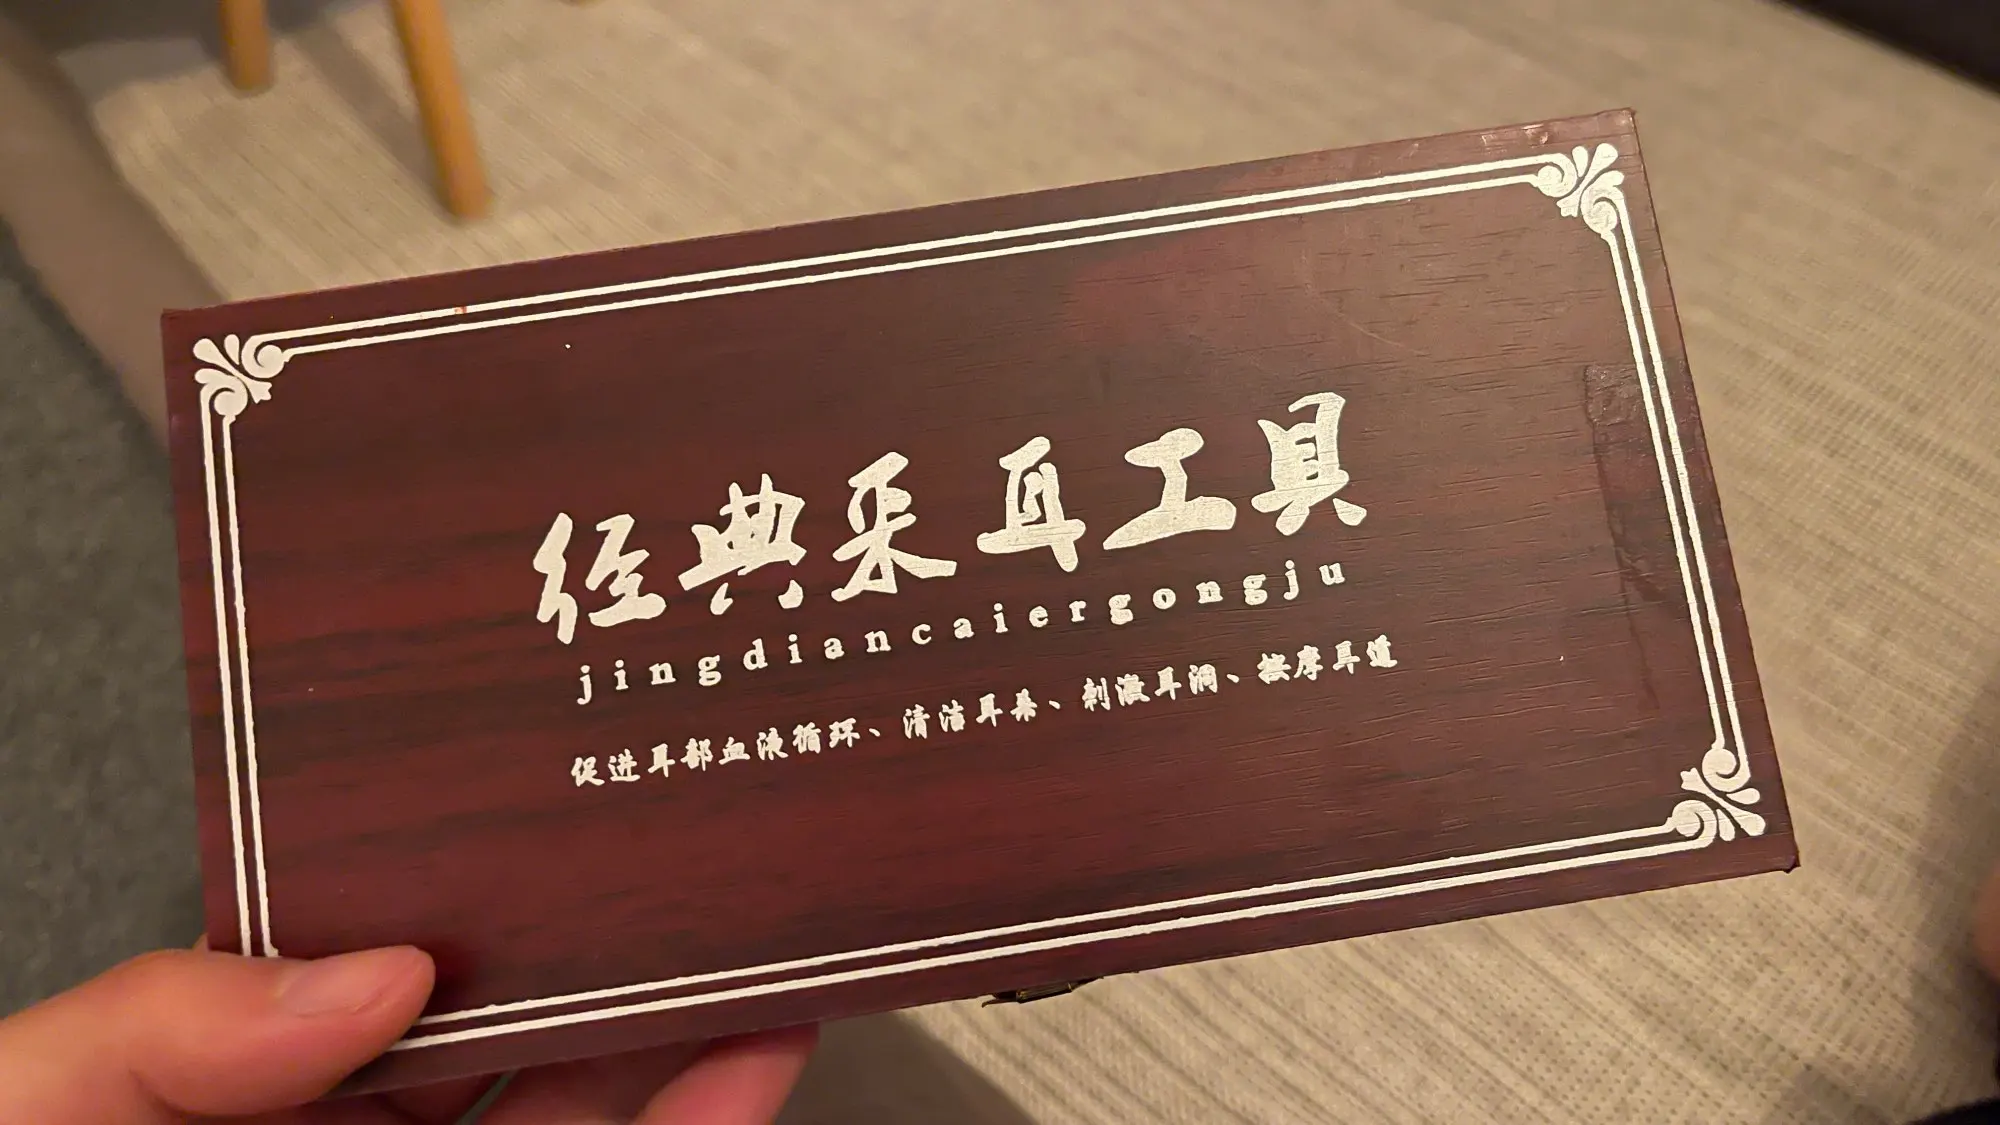 经典采耳工具
jingdiancaiergongju
促进耳部血液循环、清洁耳朵、刺激耳洞、按摩耳道